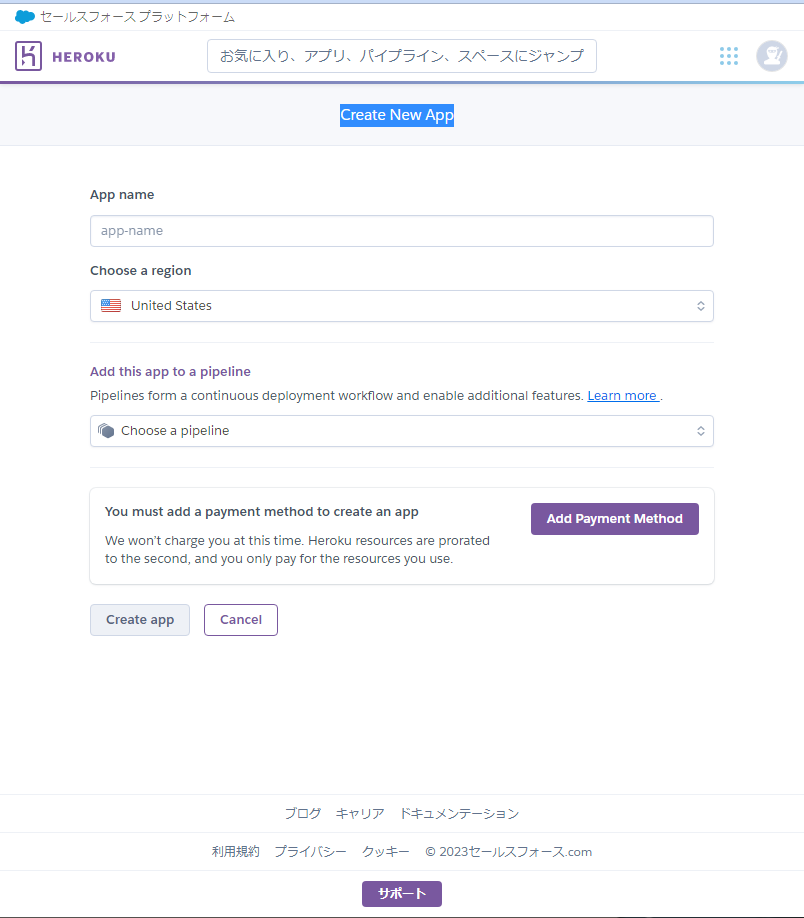 セールスフォース プラットフォーム
HEROKU
お気に入り、アプリ、パイプライン、スペースにジャンプ
Create New App
App name
app-name
Choose a region
United States
Add this app to a pipeline
Pipelines form a continuous deployment workflow and enable additional features. Learn more .
Choose a pipeline
You must add a payment method to create an app
We won't charge you at this time. Heroku resources are prorated
to the second, and you only pay for the resources you use.
Add Payment Method
Create app
Cancel
ブログ キャリア ドキュメンテーション
利用規約 プライバシー クッキー © 2023セールスフォース.com
サポート